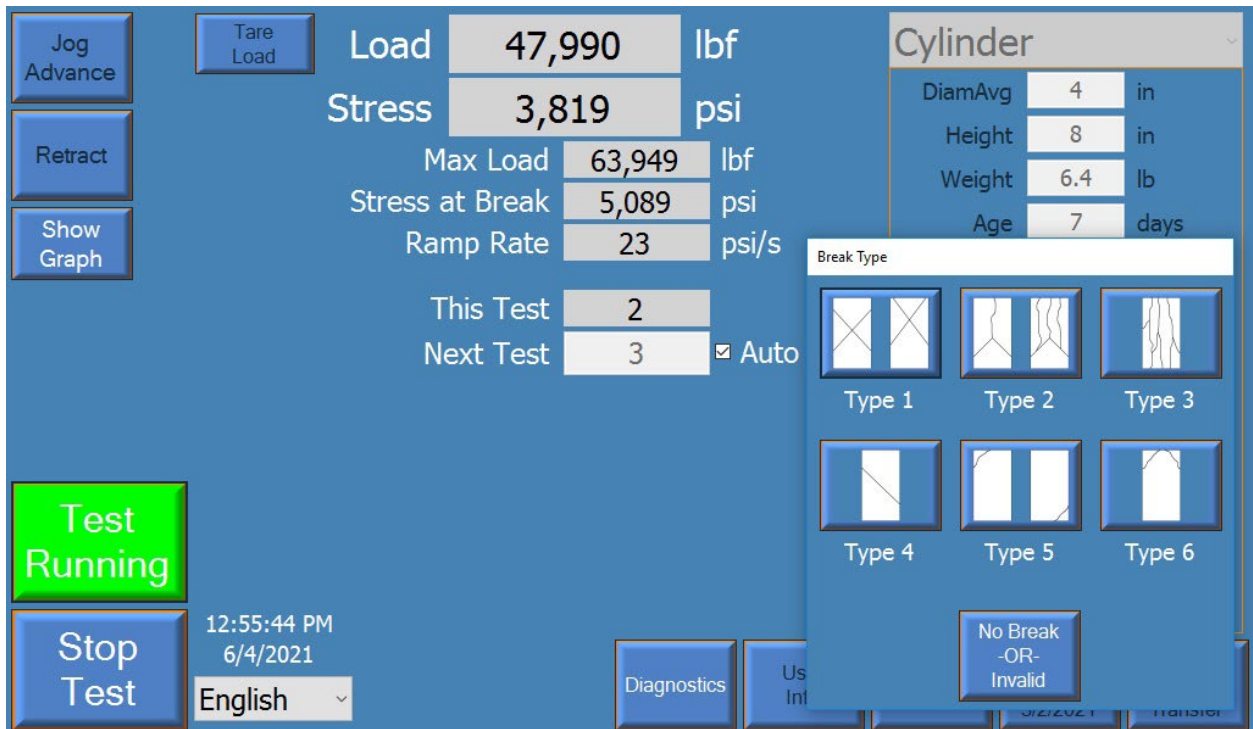 Jog
Advance
Tare
Load
Load 47,990 lbf
Stress 3,819 psi
Max Load 63,949 lbf
Stress at Break 5,089 psi
Ramp Rate 23 psi/s
This Test 2
Next Test 3 Auto
Retract
Show
Graph
Cylinder
DiamAvg 4 in
Height 8 in
Weight 6.4 lb
Age 7 days
Break Type
Type 1 Type 2 Type 3
Type 4 Type 5 Type 6
No Break
-OR-
Invalid
Test
Running
Stop
Test
12:55:44 PM
6/4/2021
English
Diagnostics